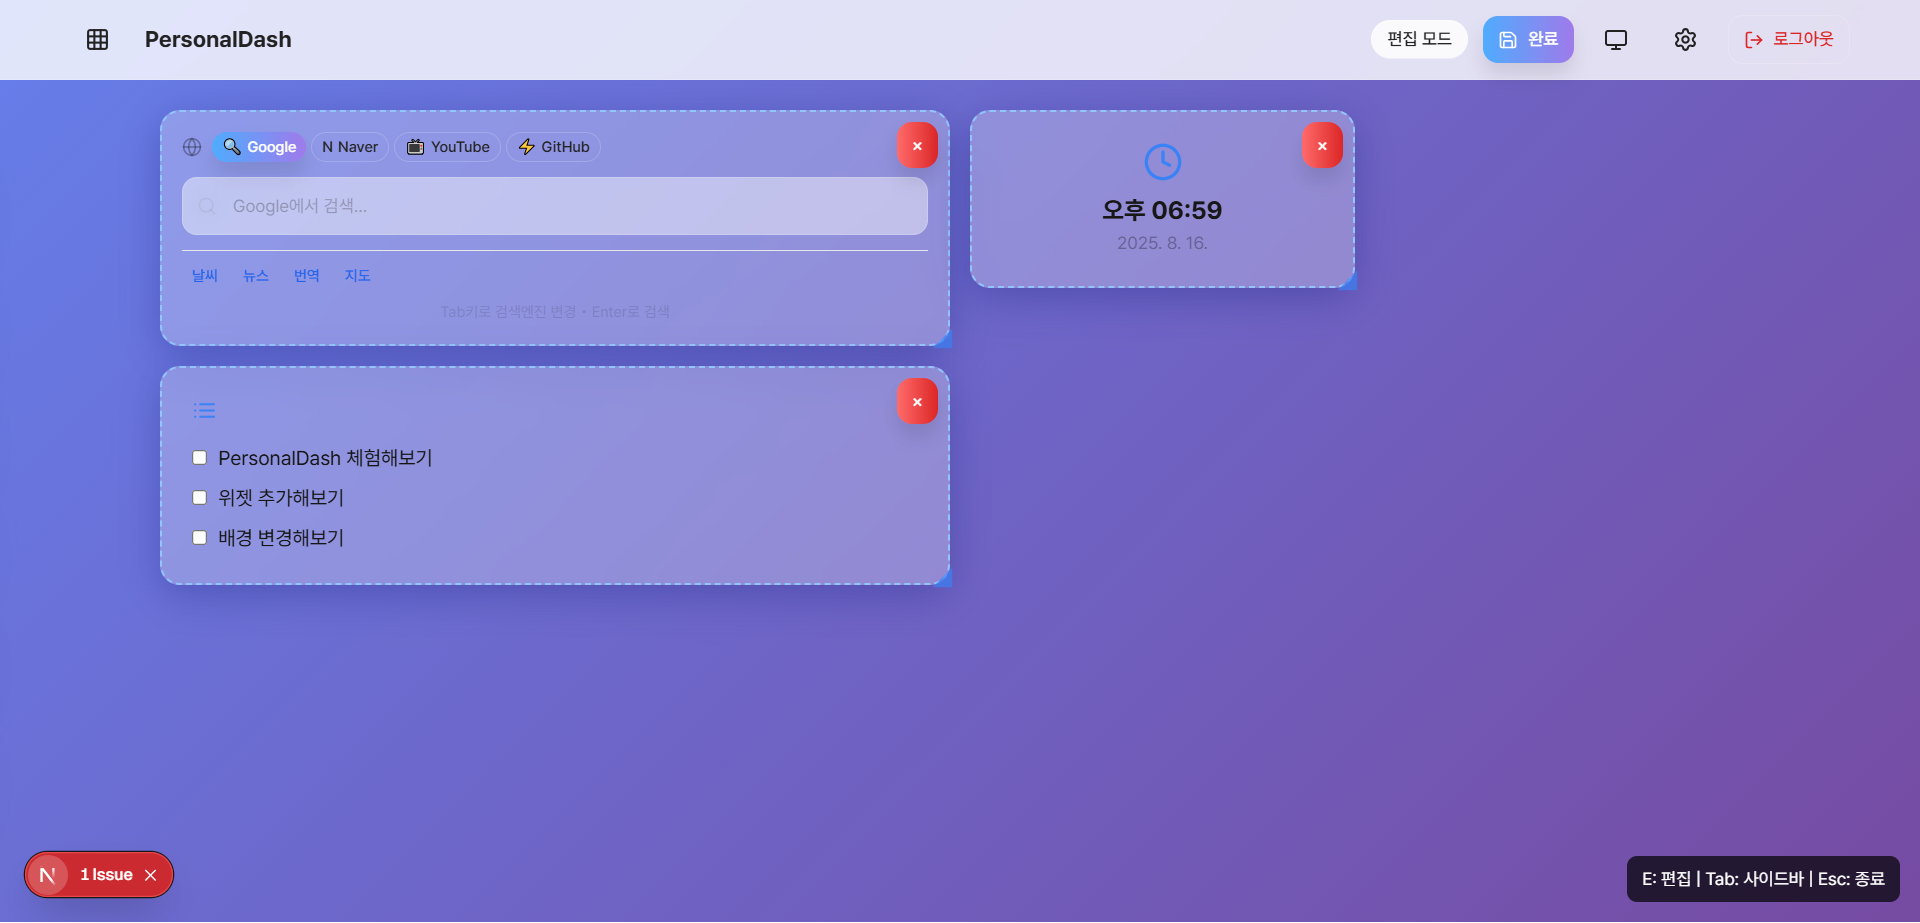 PersonalDash
편집 모드
완료
로그아웃
Google
N Naver
YouTube
GitHub
Google에서 검색...
날씨 뉴스 번역 지도
Tab키로 검색엔진 변경 • Enter로 검색
오후 06:59
2025. 8. 16.
PersonalDash 체험해보기
위젯 추가해보기
배경 변경해보기
N 1 Issue
E: 편집 | Tab: 사이드바 | Esc: 종료